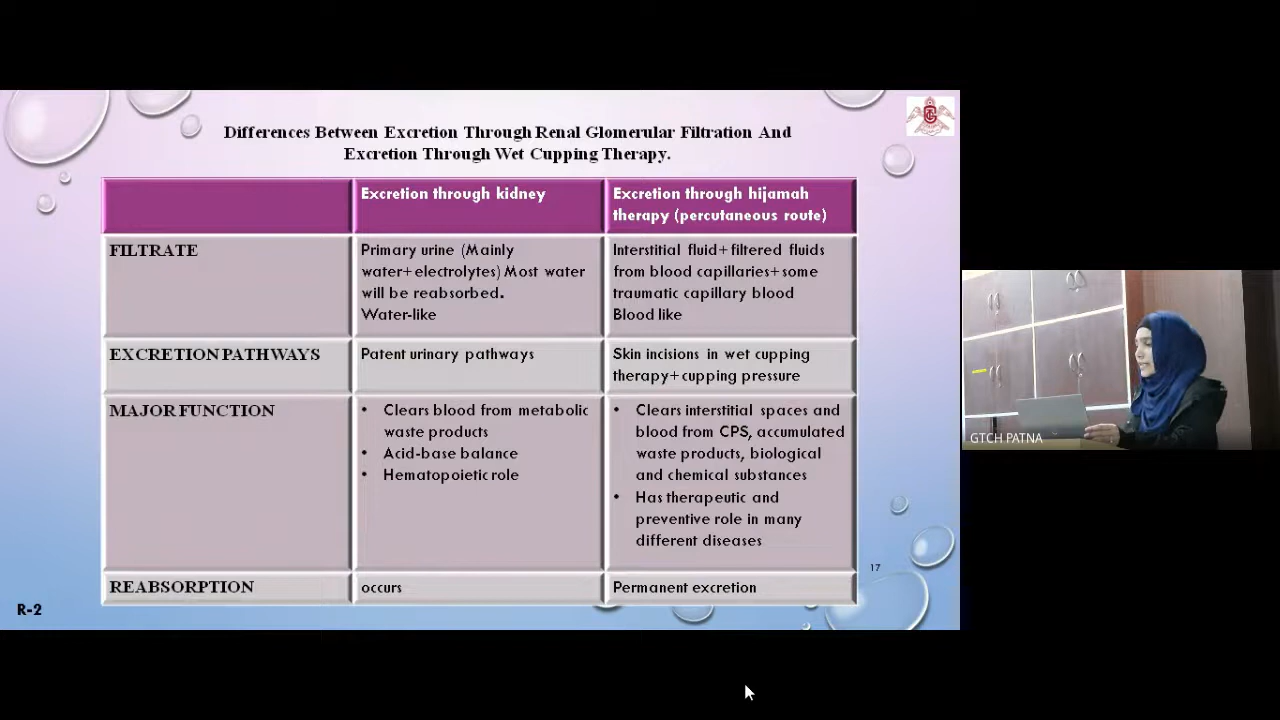 Differences Between Excretion Through Renal Glomerular Filtration And
Excretion Through Wet Cupping Therapy.
Excretion through kidney
Excretion through hijamah
therapy (percutaneous route)
FILTRATE
Primary urine (Mainly
water+electrolytes) Most water
will be reabsorbed.
Water-like
Interstitial fluid+filtered fluids
from blood capillaries+some
traumatic capillary blood
Blood like
EXCRETION PATHWAYS
Patent urinary pathways
Skin incisions in wet cupping
therapy+cupping pressure
MAJOR FUNCTION
• Clears blood from metabolic
waste products
• Acid-base balance
• Hematopoietic role
• Clears interstitial spaces and
blood from CPS, accumulated
waste products, biological
and chemical substances
• Has therapeutic and
preventive role in many
different diseases
REABSORPTION
occurs
Permanent excretion
17
R-2
GTCH PATNA